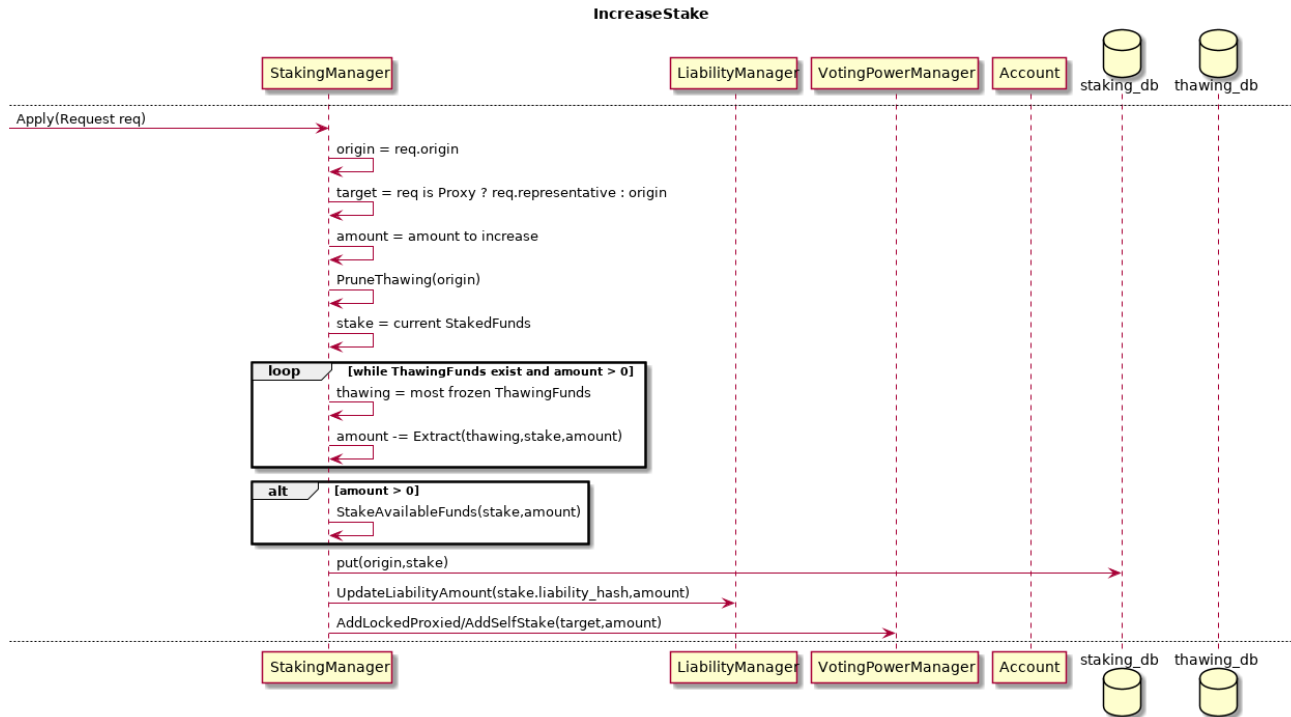 IncreaseStake
StakingManager
LiabilityManager
VotingPowerManager
Account
staking_db
thawing_db
Apply(Request req)
origin = req.origin
target = req is Proxy ? req.representative : origin
amount = amount to increase
PruneThawing(origin)
stake = current StakedFunds
loop [while ThawingFunds exist and amount > 0]
thawing = most frozen ThawingFunds
amount -= Extract(thawing,stake,amount)
alt [amount > 0]
StakeAvailableFunds(stake,amount)
put(origin,stake)
UpdateLiabilityAmount(stake.liability_hash,amount)
AddLockedProxied/AddSelfStake(target,amount)
StakingManager
LiabilityManager
VotingPowerManager
Account
staking_db
thawing_db